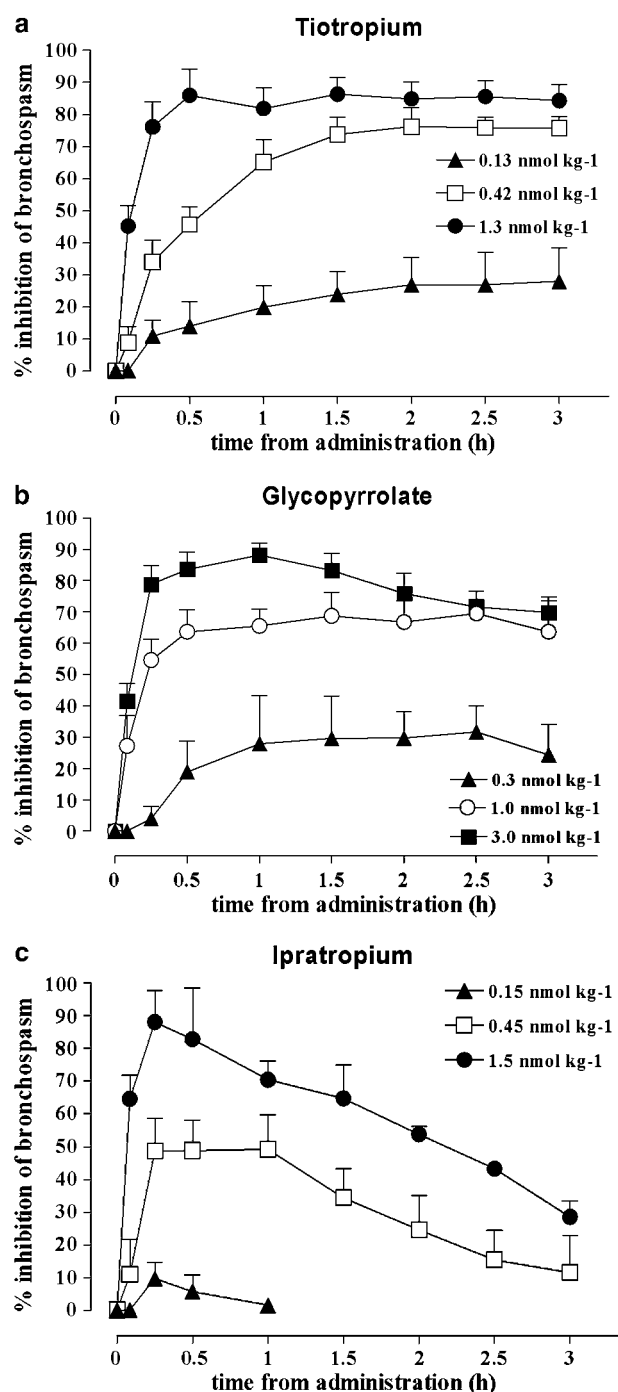 a
Tiotropium
% inhibition of bronchospasm
100
90
80
70
60
50
40
30
20
10
0
0.13 nmol kg-1
0.42 nmol kg-1
1.3 nmol kg-1
0 0.5 1 1.5 2 2.5 3
time from administration (h)
b
Glycopyrrolate
% inhibition of bronchospasm
100
90
80
70
60
50
40
30
20
10
0
0.3 nmol kg-1
1.0 nmol kg-1
3.0 nmol kg-1
0 0.5 1 1.5 2 2.5 3
time from administration (h)
c
Ipratropium
% inhibition of bronchospasm
100
90
80
70
60
50
40
30
20
10
0
0.15 nmol kg-1
0.45 nmol kg-1
1.5 nmol kg-1
0 0.5 1 1.5 2 2.5 3
time from administration (h)